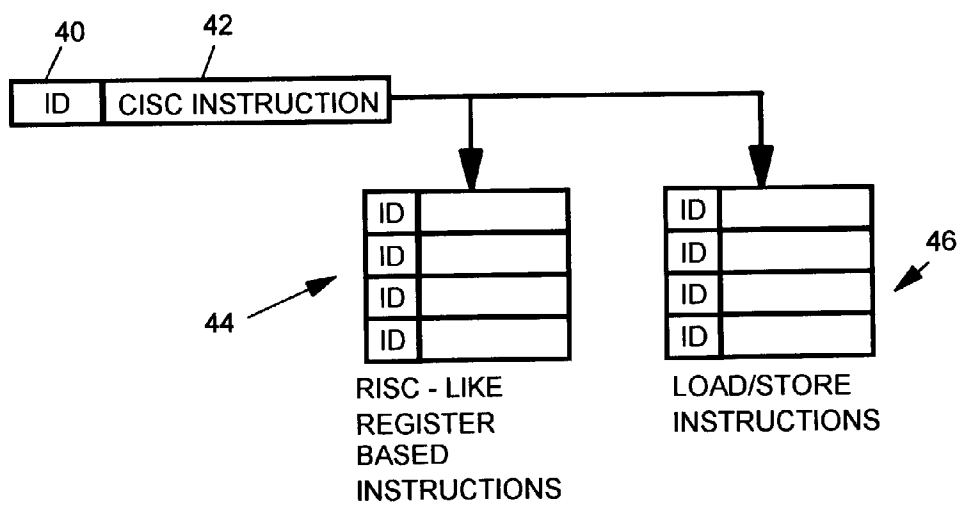 40
42
ID CISC INSTRUCTION
ID
ID
ID
ID
44
RISC - LIKE
REGISTER
BASED
INSTRUCTIONS
ID
ID
ID
ID
46
LOAD/STORE
INSTRUCTIONS